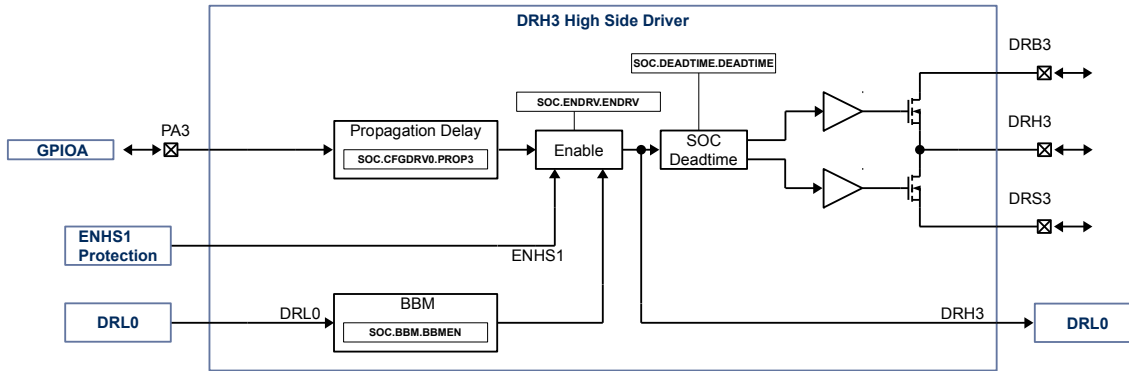 DRH3 High Side Driver
DRB3
SOC.DEADTIME.DEADTIME
SOC.ENDRV.ENDRV
PA3
Propagation Delay
SOC.CFGDRV0.PROP3
GPIOA
Enable
SOC
Deadtime
DRH3
ENHS1
Protection
DRS3
ENHS1
DRL0
DRL0
BBM
SOC.BBM.BBMEN
DRH3
DRL0